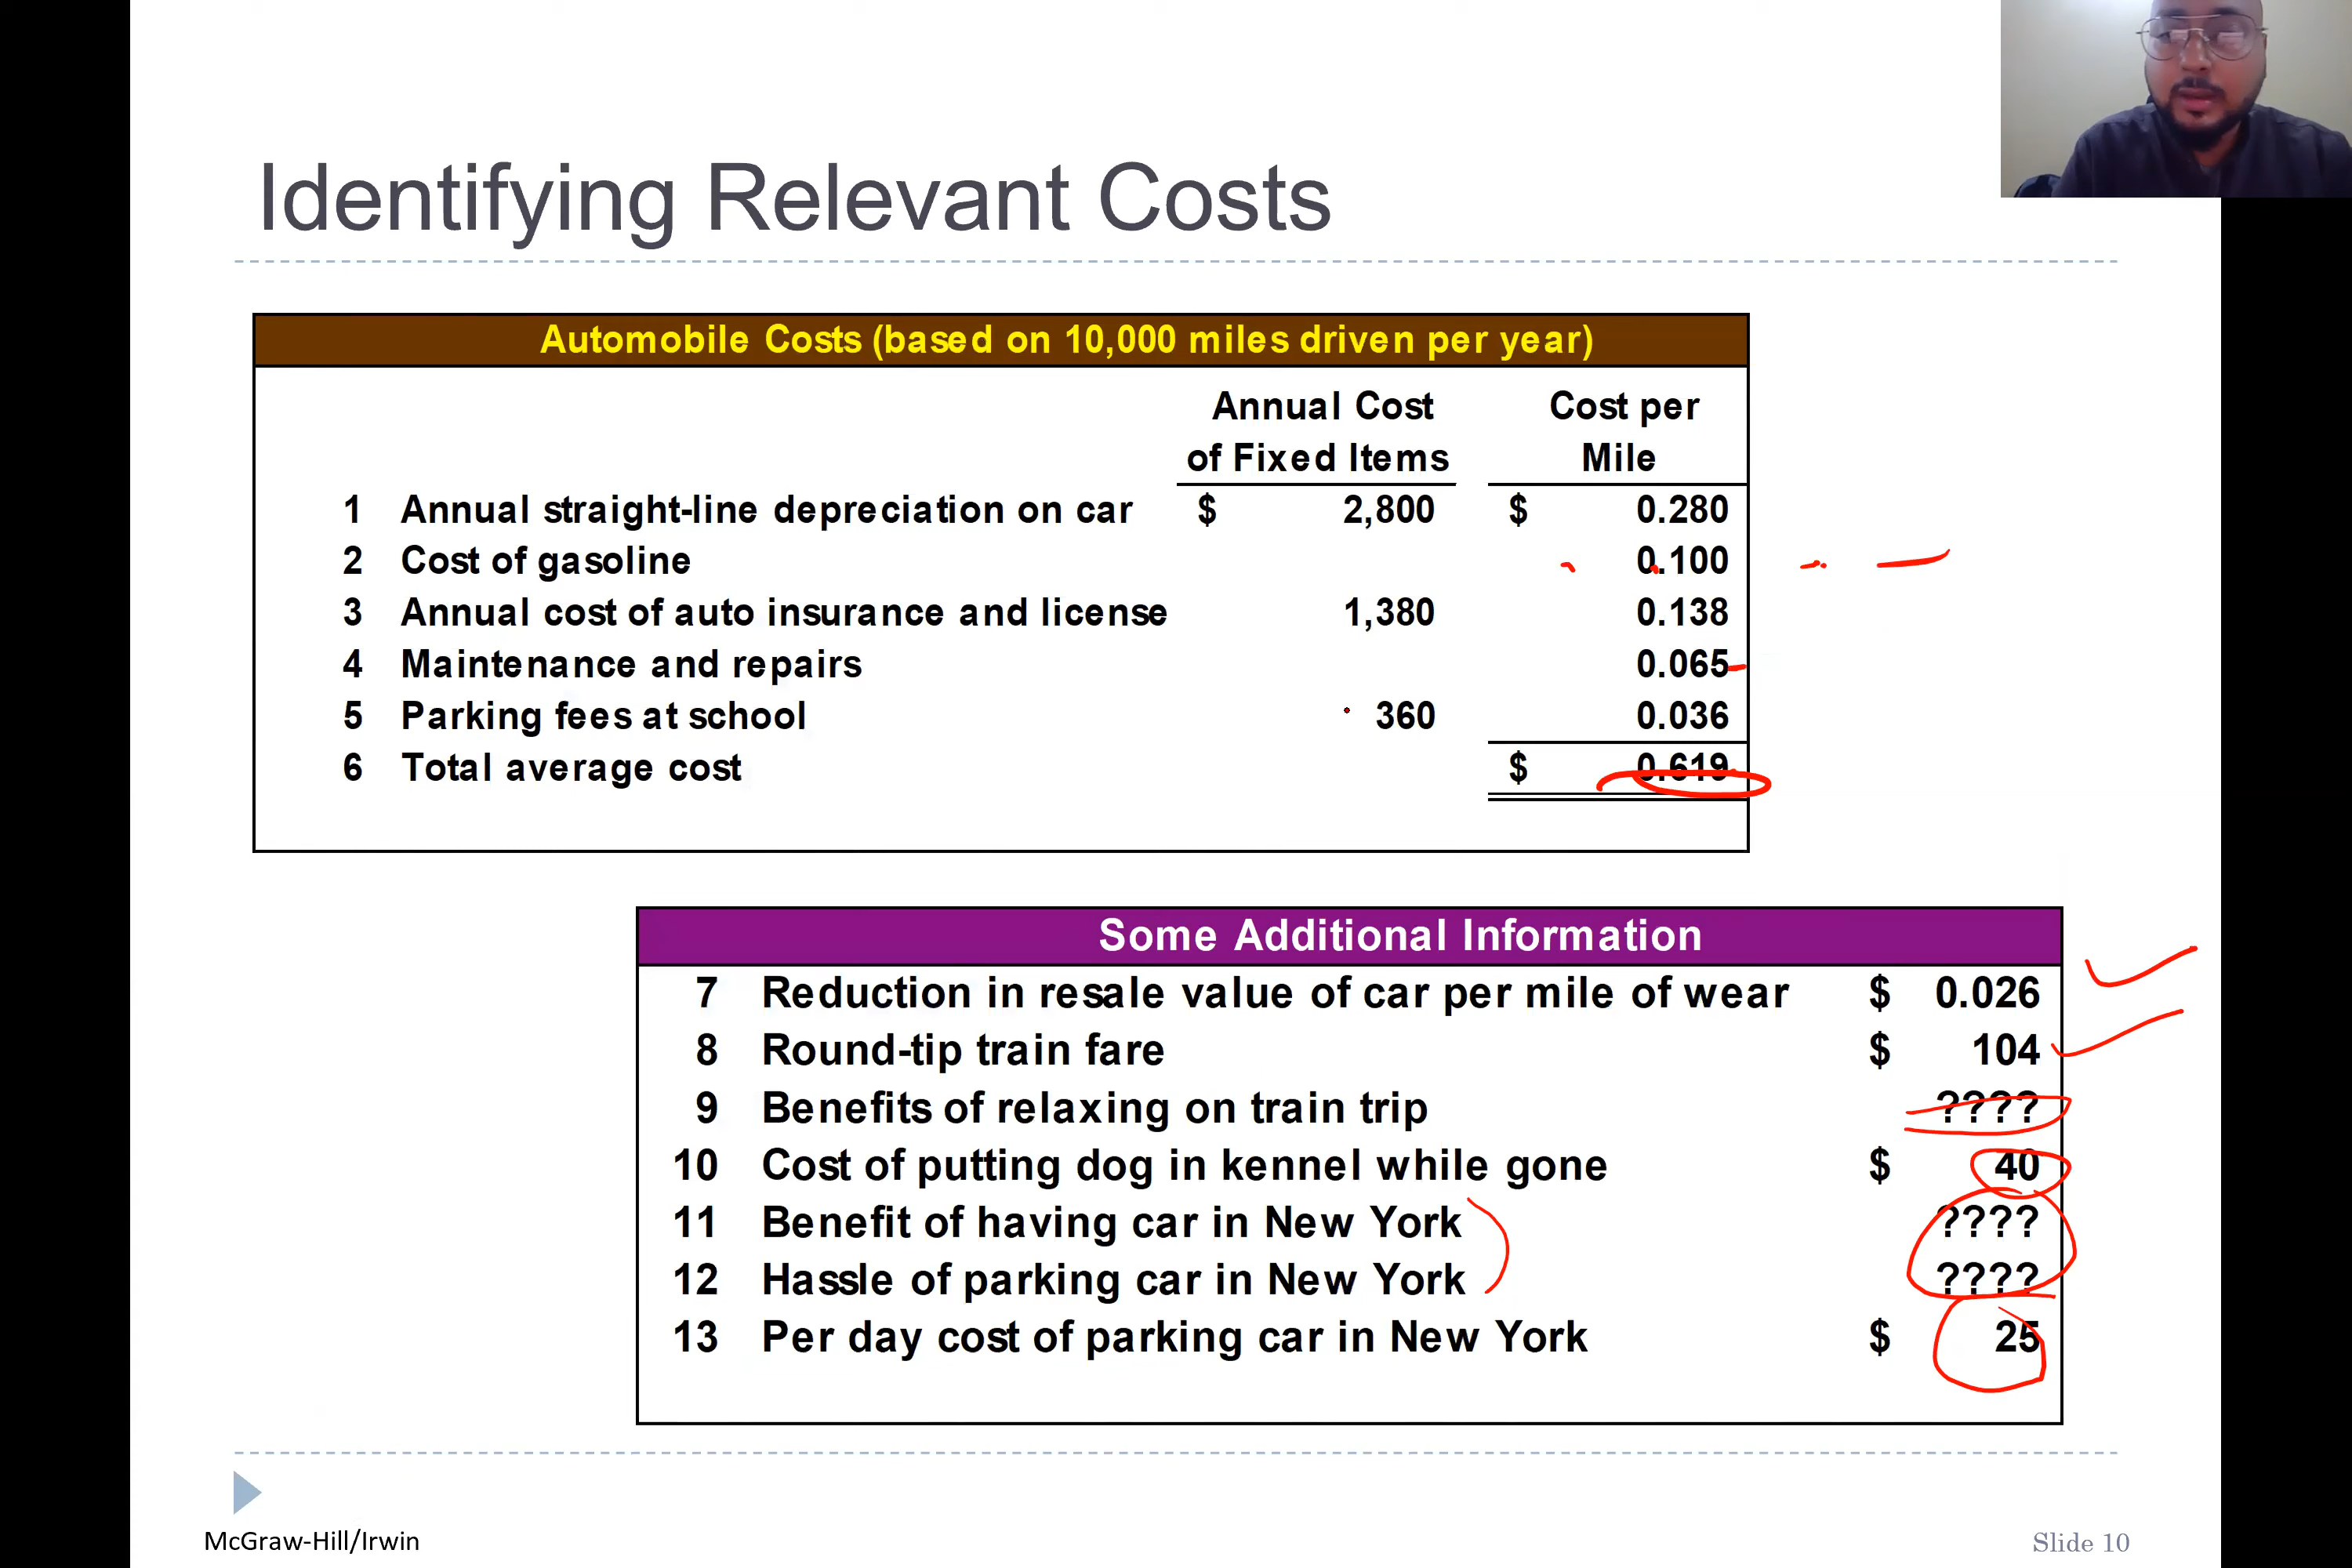 Identifying Relevant Costs
Automobile Costs (based on 10,000 miles driven per year)
Annual Cost of Fixed Items Cost per Mile
1 Annual straight-line depreciation on car $ 2,800 $ 0.280
2 Cost of gasoline 0.100
3 Annual cost of auto insurance and license 1,380 0.138
4 Maintenance and repairs 0.065
5 Parking fees at school 360 0.036
6 Total average cost $ 0.619
Some Additional Information
7 Reduction in resale value of car per mile of wear $ 0.026
8 Round-tip train fare $ 104
9 Benefits of relaxing on train trip ????
10 Cost of putting dog in kennel while gone $ 40
11 Benefit of having car in New York ????
12 Hassle of parking car in New York ????
13 Per day cost of parking car in New York $ 25
McGraw-Hill/Irwin
Slide 10